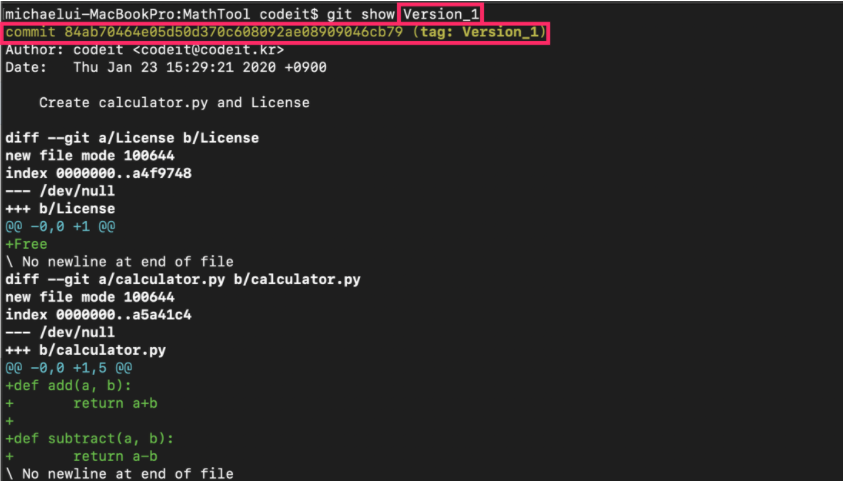 michaelui-MacBookPro:MathTool codeit$ git show Version_1
commit 84ab70464e05d50d370c608092ae08909046cb79 (tag: Version_1)
Author: codeit <codeit@codeit.kr>
Date:   Thu Jan 23 15:29:21 2020 +0900
    Create calculator.py and License
diff --git a/License b/License
new file mode 100644
index 0000000..a4f9748
--- /dev/null
+++ b/License
@@ -0,0 +1 @@
+Free
\ No newline at end of file
diff --git a/calculator.py b/calculator.py
new file mode 100644
index 0000000..a5a41c4
--- /dev/null
+++ b/calculator.py
@@ -0,0 +1,5 @@
+def add(a, b):
+       return a+b
+
+def subtract(a, b):
+       return a-b
\ No newline at end of file